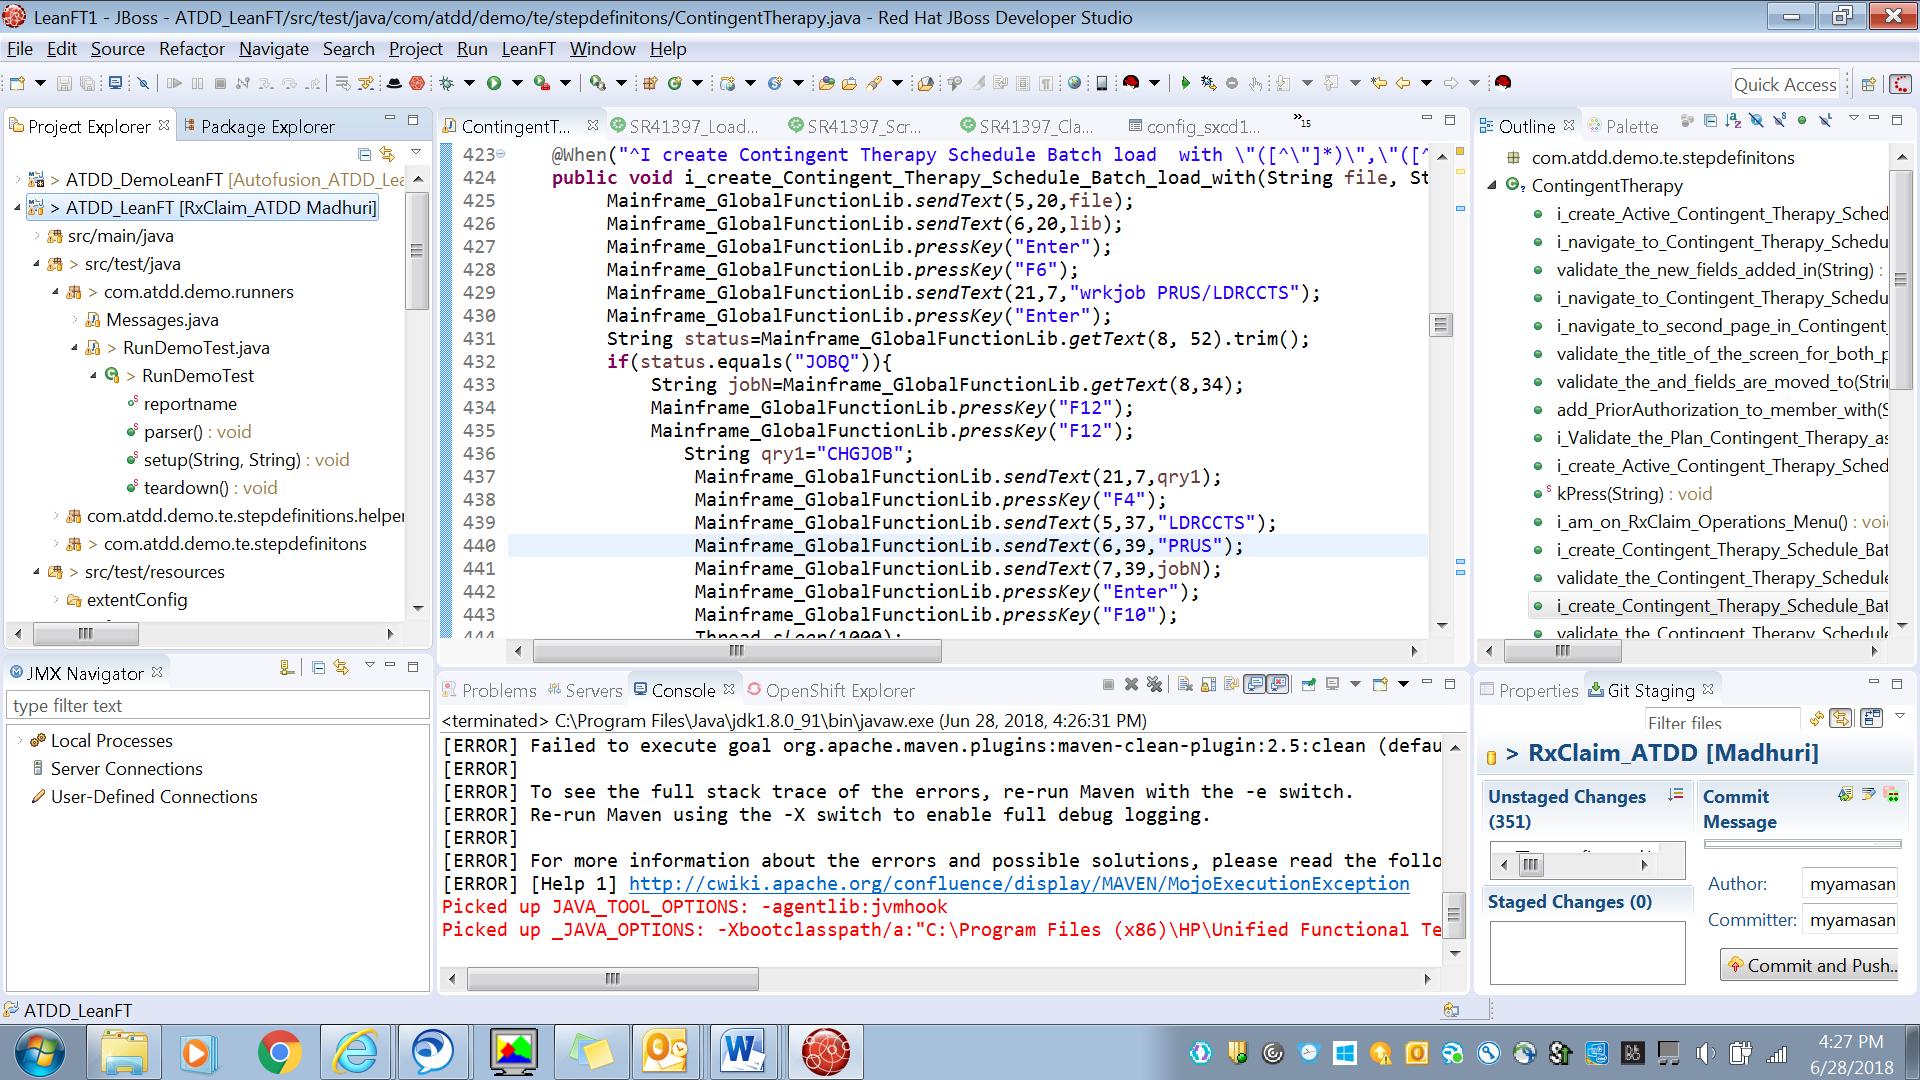 LeanFT1 - JBoss - ATDD_LeanFT/src/test/java/com/atdd/demo/te/stepdefinitons/ContingentTherapy.java - Red Hat JBoss Developer Studio
File Edit Source Refactor Navigate Search Project Run LeanFT Window Help
Quick Access
Project Explorer Package Explorer
> ATDD_DemoLeanFT [Autofusion_ATDD_Le
> ATDD_LeanFT [RxClaim_ATDD Madhuri]
src/main/java
> src/test/java
> com.atdd.demo.runners
Messages.java
> RunDemoTest.java
> RunDemoTest
reportname
parser() : void
setup(String, String) : void
teardown() : void
com.atdd.demo.te.stepdefinitions.helper
> com.atdd.demo.te.stepdefinitons
> src/test/resources
extentConfig
JMX Navigator
type filter text
Local Processes
Server Connections
User-Defined Connections
ContingentT... SR41397_Load... SR41397_Scr... SR41397_Cla... config_sxcd1... »15
423 @When("^I create Contingent Therapy Schedule Batch load  with \"([^\"]*)\",\"([^
424 public void i_create_Contingent_Therapy_Schedule_Batch_load_with(String file, St
425 Mainframe_GlobalFunctionLib.sendText(5,20,file);
426 Mainframe_GlobalFunctionLib.sendText(6,20,lib);
427 Mainframe_GlobalFunctionLib.pressKey("Enter");
428 Mainframe_GlobalFunctionLib.pressKey("F6");
429 Mainframe_GlobalFunctionLib.sendText(21,7,"wrkjob PRUS/LDRCCTS");
430 Mainframe_GlobalFunctionLib.pressKey("Enter");
431 String status=Mainframe_GlobalFunctionLib.getText(8, 52).trim();
432 if(status.equals("JOBQ")){
433 String jobN=Mainframe_GlobalFunctionLib.getText(8,34);
434 Mainframe_GlobalFunctionLib.pressKey("F12");
435 Mainframe_GlobalFunctionLib.pressKey("F12");
436 String qry1="CHGJOB";
437 Mainframe_GlobalFunctionLib.sendText(21,7,qry1);
438 Mainframe_GlobalFunctionLib.pressKey("F4");
439 Mainframe_GlobalFunctionLib.sendText(5,37,"LDRCCTS");
440 Mainframe_GlobalFunctionLib.sendText(6,39,"PRUS");
441 Mainframe_GlobalFunctionLib.sendText(7,39,jobN);
442 Mainframe_GlobalFunctionLib.pressKey("Enter");
443 Mainframe_GlobalFunctionLib.pressKey("F10");
444 Thread.sleep(1000);
Problems Servers Console OpenShift Explorer
<terminated> C:\Program Files\Java\jdk1.8.0_91\bin\javaw.exe (Jun 28, 2018, 4:26:31 PM)
[ERROR] Failed to execute goal org.apache.maven.plugins:maven-clean-plugin:2.5:clean (defau
[ERROR]
[ERROR] To see the full stack trace of the errors, re-run Maven with the -e switch.
[ERROR] Re-run Maven using the -X switch to enable full debug logging.
[ERROR]
[ERROR] For more information about the errors and possible solutions, please read the follo
[ERROR] [Help 1] http://cwiki.apache.org/confluence/display/MAVEN/MojoExecutionException
Picked up JAVA_TOOL_OPTIONS: -agentlib:jvmhook
Picked up _JAVA_OPTIONS: -Xbootclasspath/a:"C:\Program Files (x86)\HP\Unified Functional Te
Outline Palette
com.atdd.demo.te.stepdefinitons
ContingentTherapy
i_create_Active_Contingent_Therapy_Sched
i_navigate_to_Contingent_Therapy_Schedu
validate_the_new_fields_added_in(String) :
i_navigate_to_Contingent_Therapy_Schedu
i_navigate_to_second_page_in_Contingent_
validate_the_title_of_the_screen_for_both_p
validate_the_and_fields_are_moved_to(Stri
add_PriorAuthorization_to_member_with(S
i_Validate_the_Plan_Contingent_Therapy_as
i_create_Active_Contingent_Therapy_Sched
kPress(String) : void
i_am_on_RxClaim_Operations_Menu() : voi
i_create_Contingent_Therapy_Schedule_Bat
validate_the_Contingent_Therapy_Schedule
i_create_Contingent_Therapy_Schedule_Bat
validate_the_Contingent_Therapy_Schedule
Properties Git Staging
Filter files
> RxClaim_ATDD [Madhuri]
Unstaged Changes (351)
Staged Changes (0)
Commit Message
Author: myamasan
Committer: myamasan
Commit and Push...
ATDD_LeanFT
4:27 PM
6/28/2018